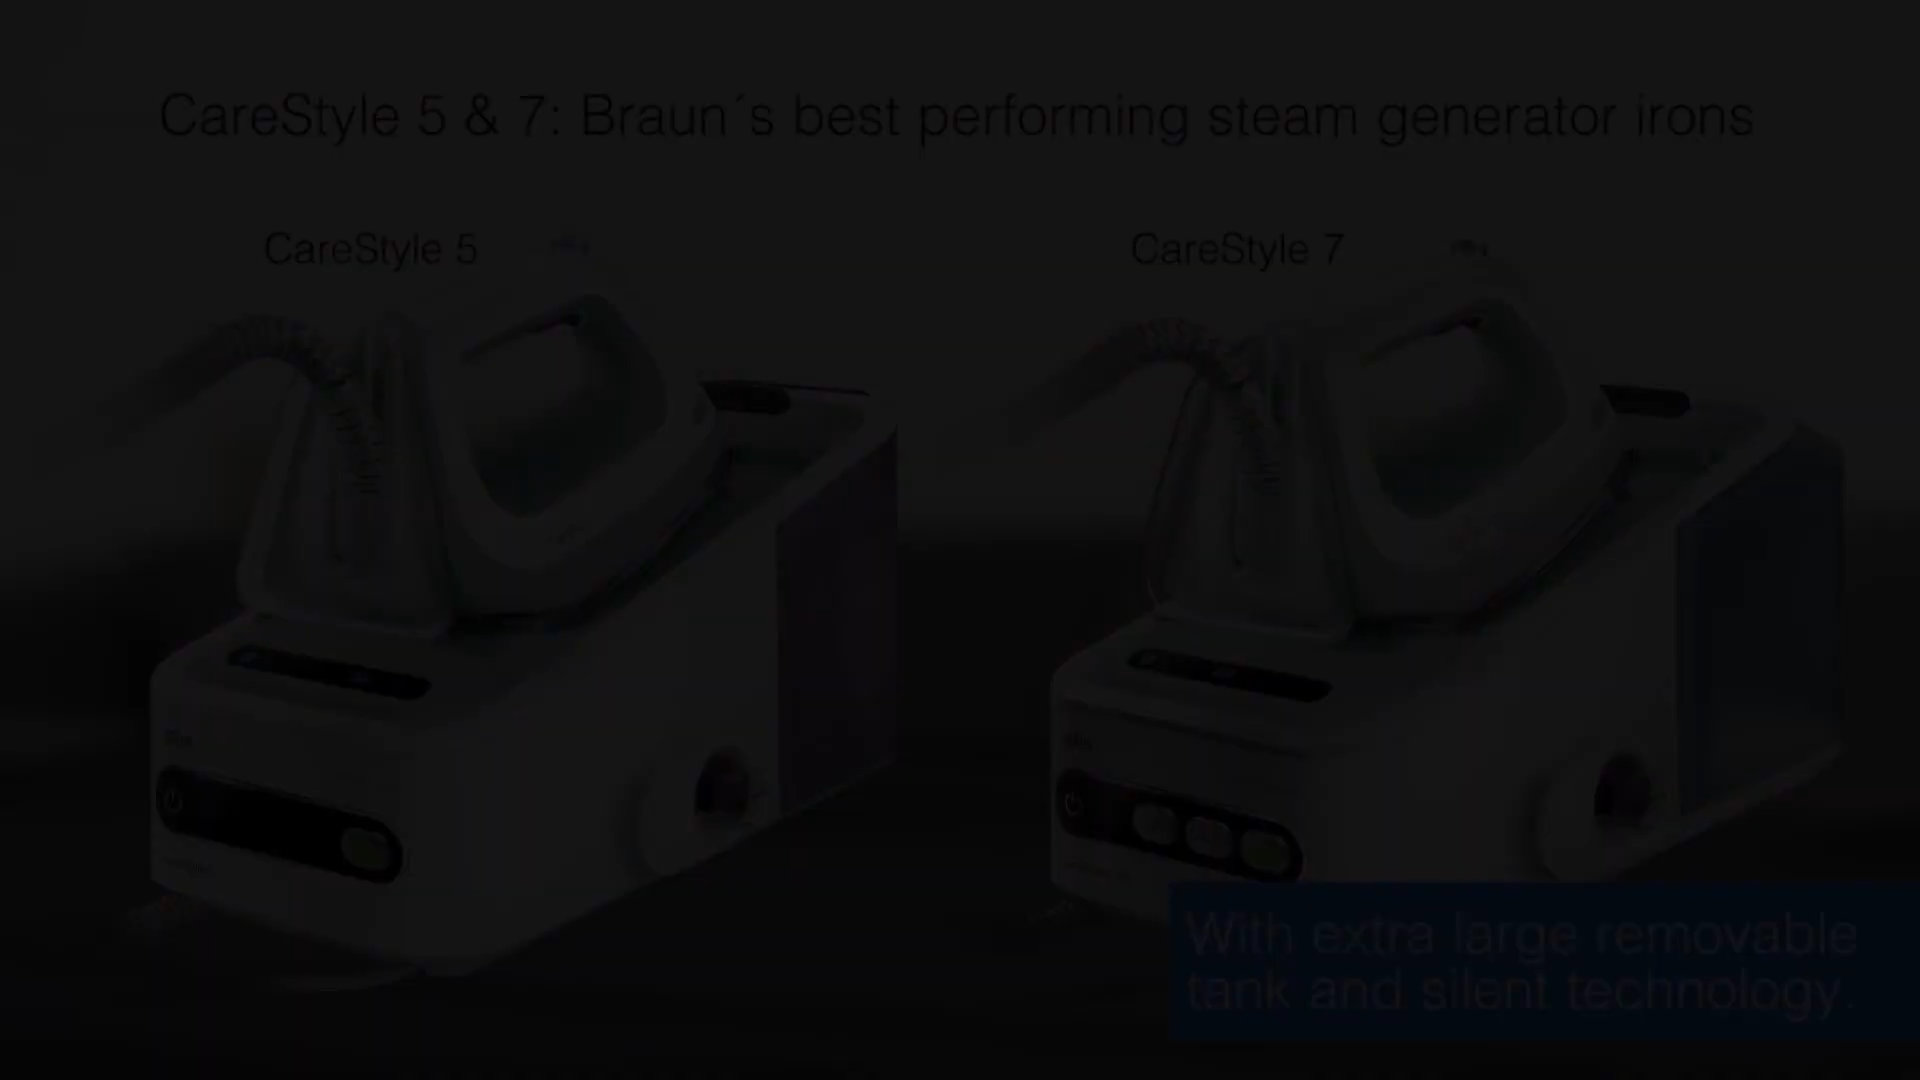 CareStyle 5 & 7: Braun´s best performing steam generator irons
CareStyle 5
CareStyle 7
With extra large removable
tank and silent technology.